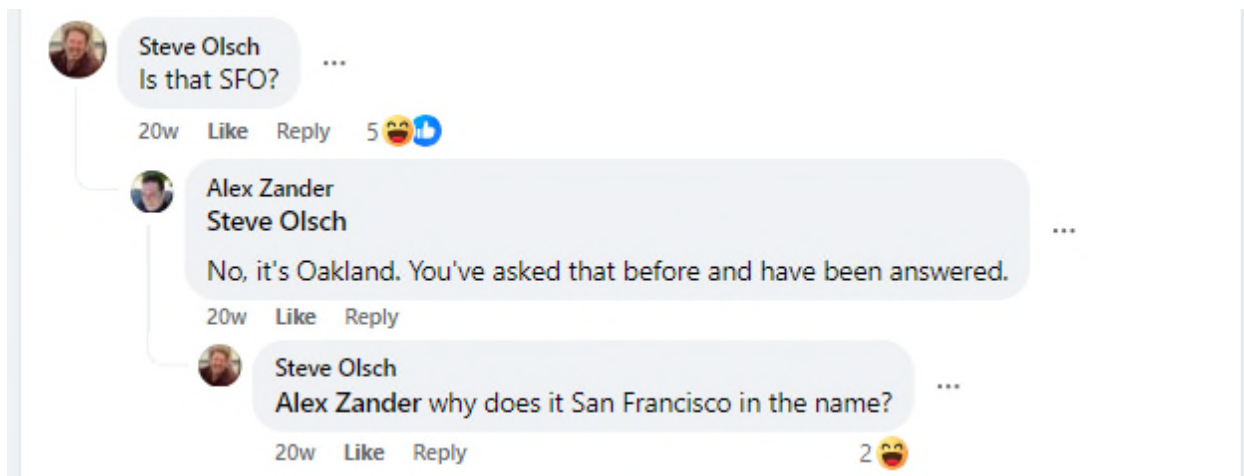 Steve Olsch
Is that SFO?
20w Like Reply 5
Alex Zander
Steve Olsch
No, it's Oakland. You've asked that before and have been answered.
20w Like Reply
Steve Olsch
Alex Zander why does it San Francisco in the name?
20w Like Reply 2